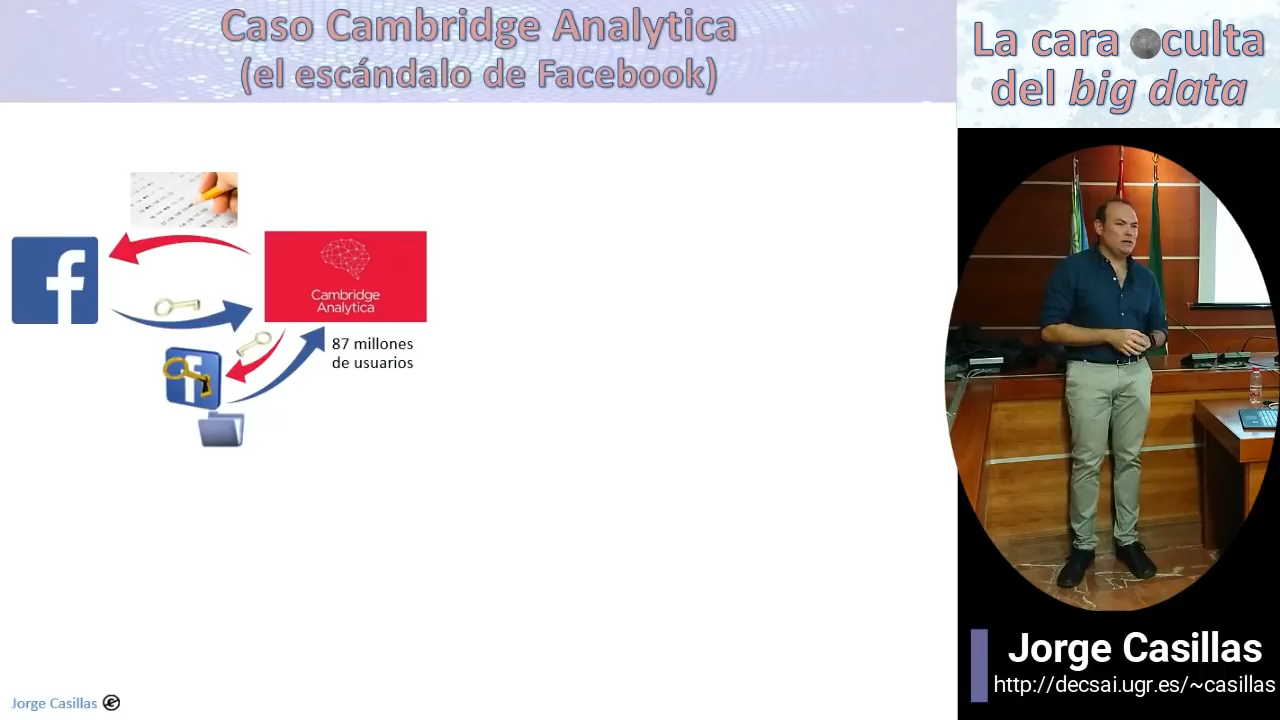 Caso Cambridge Analytica
(el escándalo de Facebook)
La cara oculta
del big data
Cambridge
Analytica
87 millones
de usuarios
Jorge Casillas
http://decsai.ugr.es/~casillas
Jorge Casillas